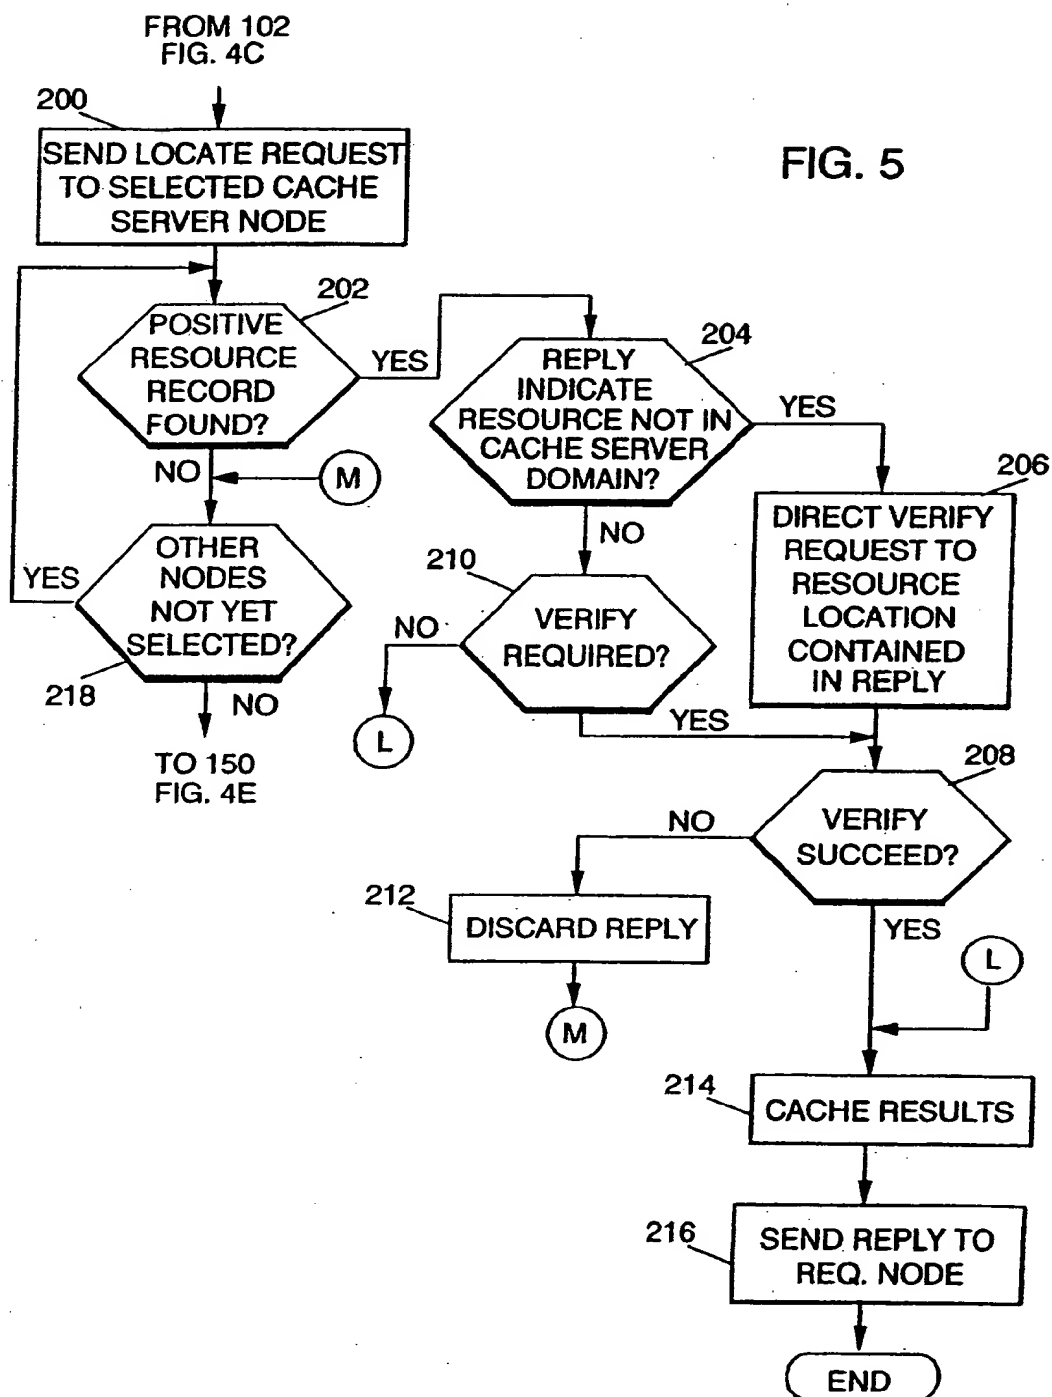 FROM 102
FIG. 4C
200
SEND LOCATE REQUEST
TO SELECTED CACHE
SERVER NODE
FIG. 5
202
POSITIVE
RESOURCE
RECORD
FOUND?
YES
204
REPLY
INDICATE
RESOURCE NOT IN
CACHE SERVER
DOMAIN?
YES
NO
M
206
DIRECT VERIFY
REQUEST TO
RESOURCE
LOCATION
CONTAINED
IN REPLY
OTHER
NODES
NOT YET
SELECTED?
YES
218
NO
TO 150
FIG. 4E
NO
210
VERIFY
REQUIRED?
NO
L
YES
208
VERIFY
SUCCEED?
NO
212
DISCARD REPLY
M
YES
L
214
CACHE RESULTS
216
SEND REPLY TO
REQ. NODE
END